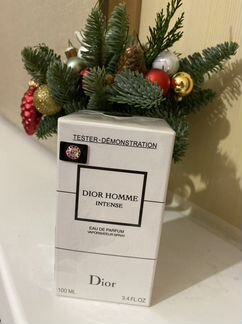 TESTER-DÉMONSTRATION
DIOR HOMME
INTENSE
EAU DE PARFUM
VAPORISATEUR SPRAY
Dior
100 ML
3.4 FL.OZ